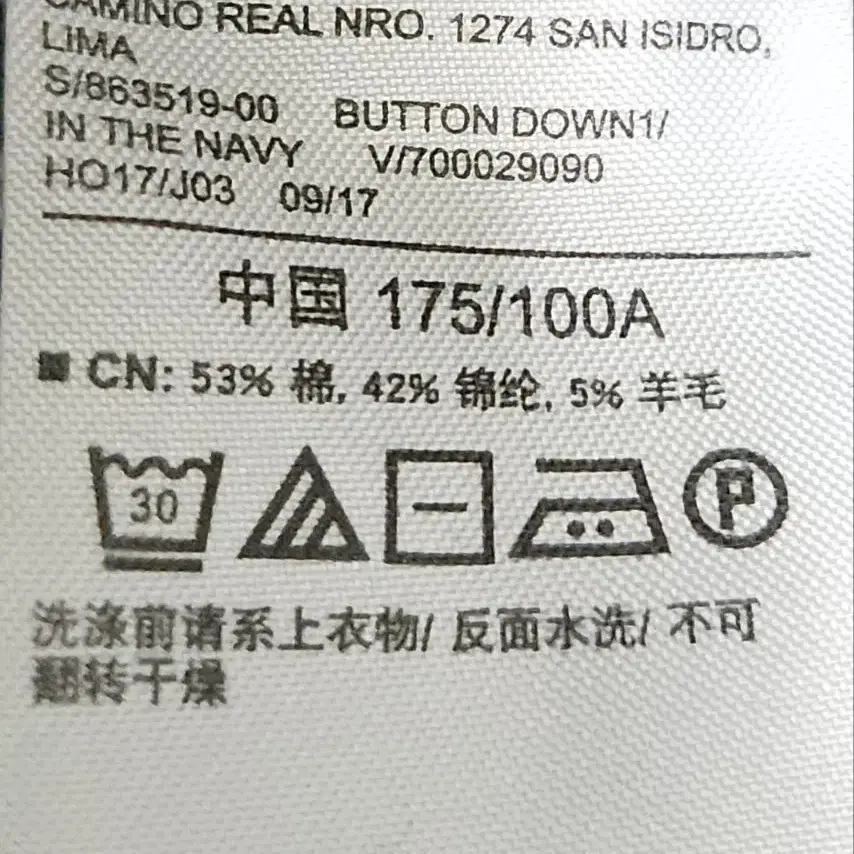 CAMINO REAL NRO. 1274 SAN ISIDRO,
LIMA
S/863519-00 BUTTON DOWN1/
IN THE NAVY V/700029090
HO17/J03 09/17
中国 175/100A
CN: 53% 棉, 42% 锦纶, 5% 羊毛
30
P
洗涤前请系上衣物/ 反面水洗/ 不可
翻转干燥